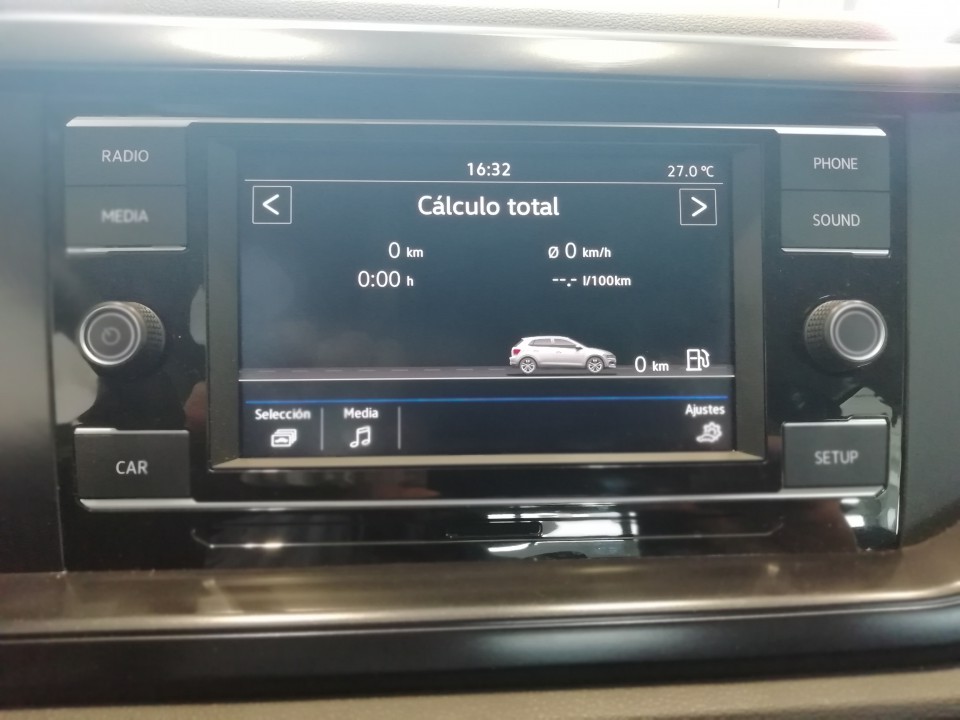 RADIO
MEDIA
CAR
16:32
27.0 °C
<
Cálculo total
>
0 km
Ø 0 km/h
0:00 h
--.- l/100km
0 km
Selección
Media
Ajustes
PHONE
SOUND
SETUP